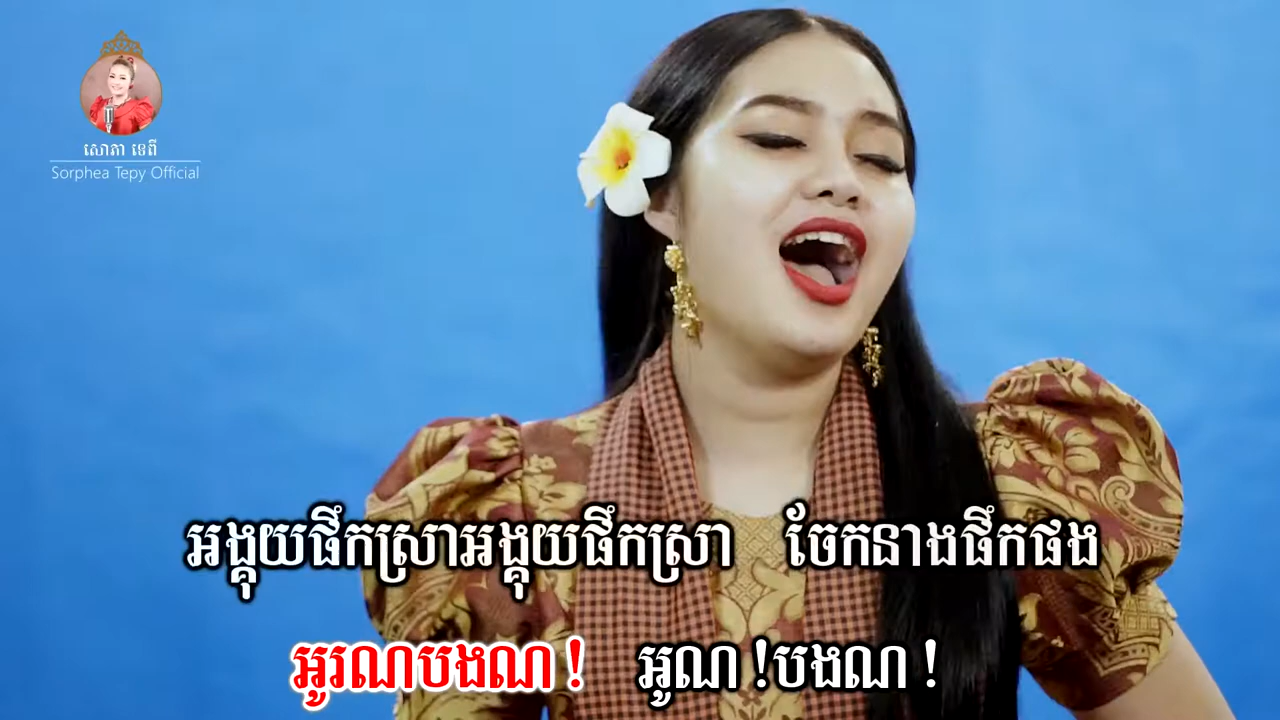 សោភា ទេពី
Sorphea Tepy Official
អង្គុយផឹកស្រាអង្គុយផឹកស្រា ចែកនាងផឹកផង
អូរណបងណ! អូណ!បងណ!